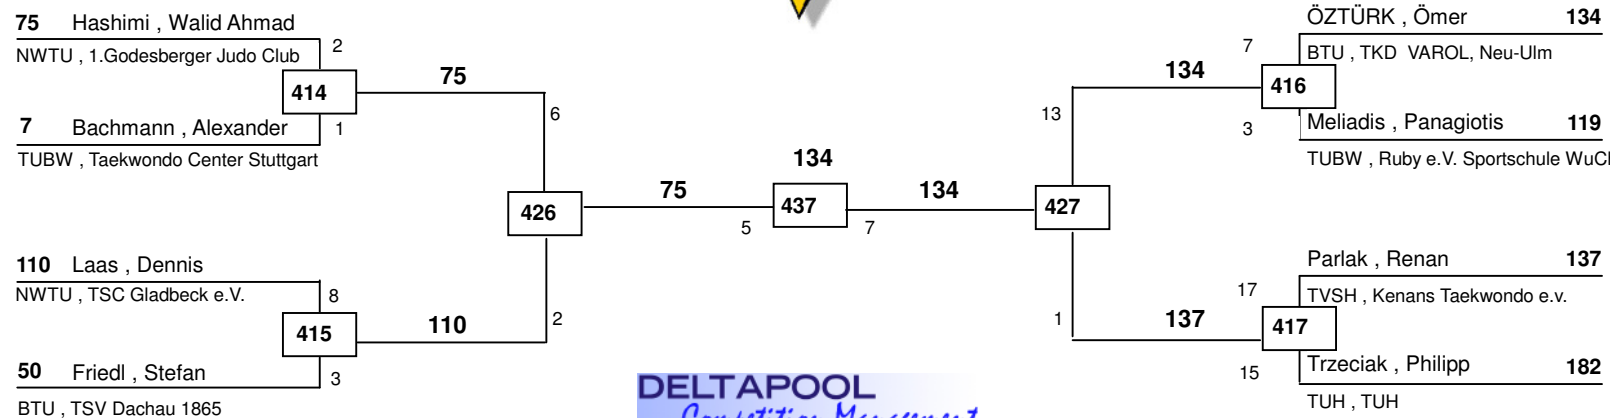 75 Hashimi , Walid Ahmad
NWTU , 1.Godesberger Judo Club
2
414
75
7 Bachmann , Alexander
1
TUBW , Taekwondo Center Stuttgart
6
426
75
110 Laas , Dennis
NWTU , TSC Gladbeck e.V.
8
415
110
2
50 Friedl , Stefan
3
BTU , TSV Dachau 1865
134
437
5
7
134
427
13
134
1
137
ÖZTÜRK , Ömer 134
7
BTU , TKD VAROL, Neu-Ulm
416
3
Meliadis , Panagiotis 119
TUBW , Ruby e.V. Sportschule
Parlak , Renan 137
17
TVSH , Kenans Taekwondo e.v.
417
15
Trzeciak , Philipp 182
TUH , TUH
DELTAPOOL
Competition Management